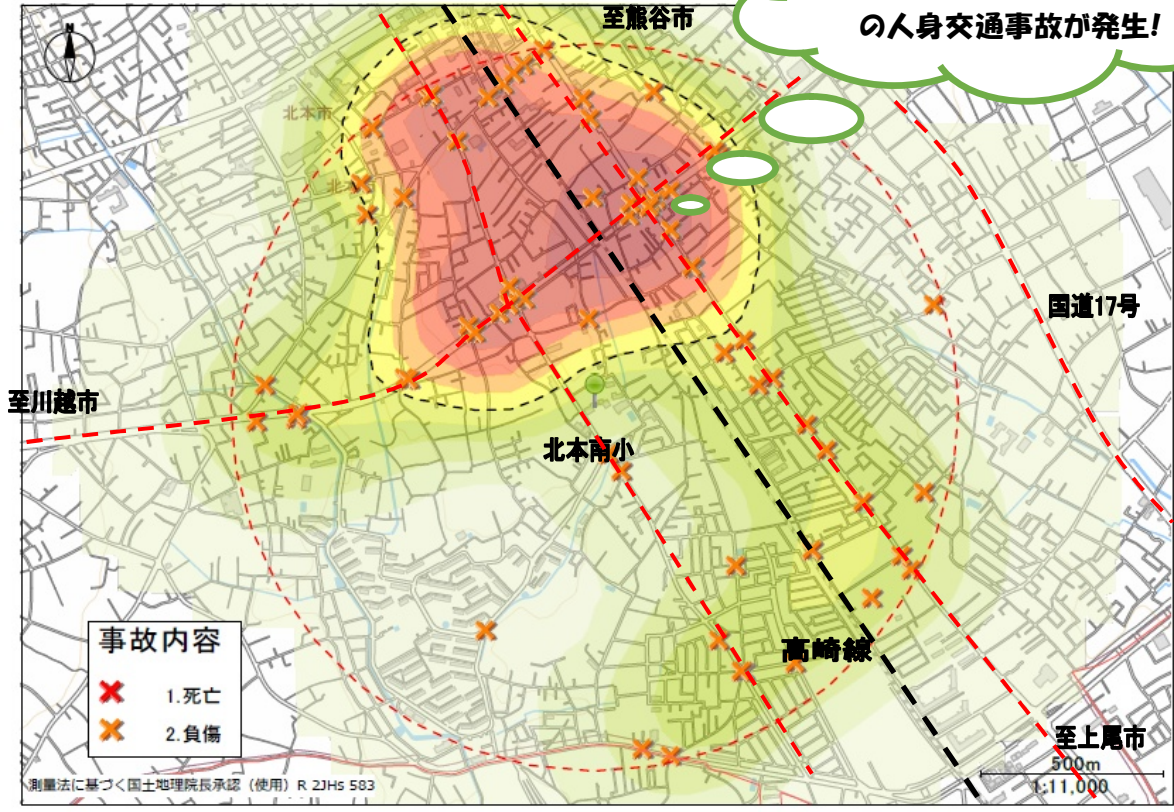 至熊谷市
の人身交通事故が発生!
N
北本市
北本
国道17号
至川越市
北本南小
高崎線
事故内容
1.死亡
2.負傷
至上尾市
500m
1:11,000
測量法に基づく国土地理院長承認（使用）R 2JHs 583